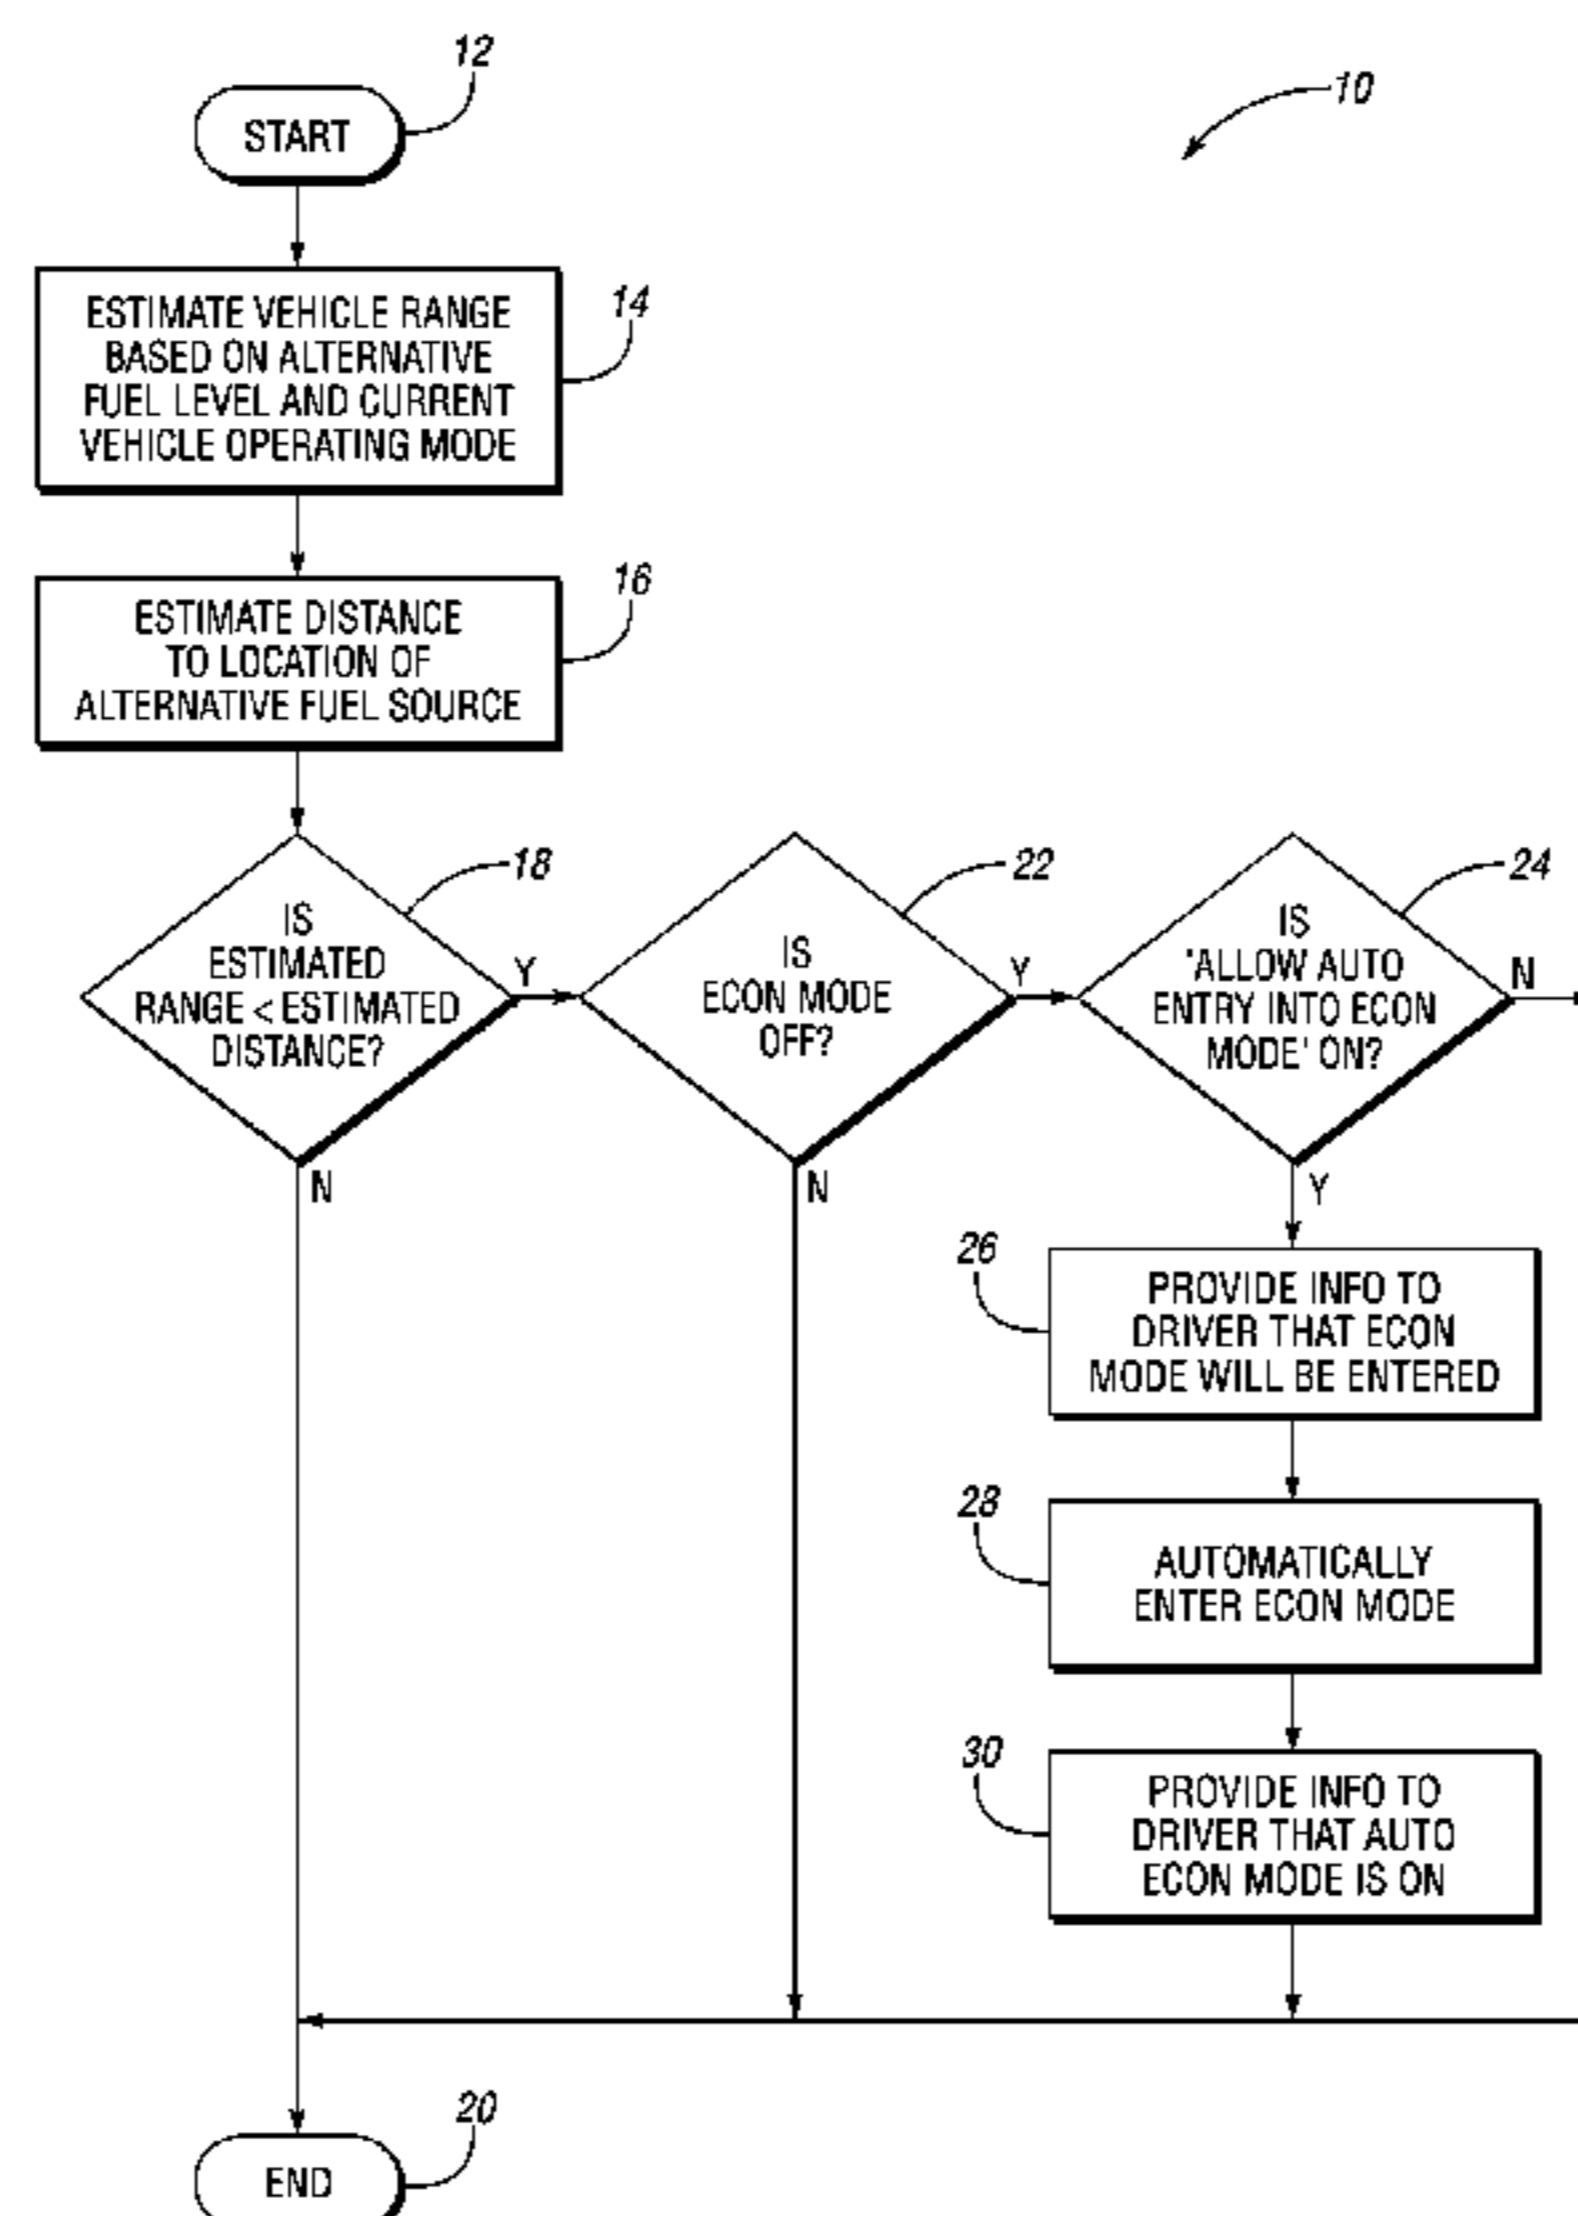 12
START
10
14
ESTIMATE VEHICLE RANGE
BASED ON ALTERNATIVE
FUEL LEVEL AND CURRENT
VEHICLE OPERATING MODE
16
ESTIMATE DISTANCE
TO LOCATION OF
ALTERNATIVE FUEL SOURCE
18
IS
ESTIMATED
RANGE < ESTIMATED
DISTANCE?
Y
N
22
IS
ECON MODE
OFF?
Y
N
24
IS
'ALLOW AUTO
ENTRY INTO ECON
MODE' ON?
N
Y
26
PROVIDE INFO TO
DRIVER THAT ECON
MODE WILL BE ENTERED
28
AUTOMATICALLY
ENTER ECON MODE
30
PROVIDE INFO TO
DRIVER THAT AUTO
ECON MODE IS ON
20
END